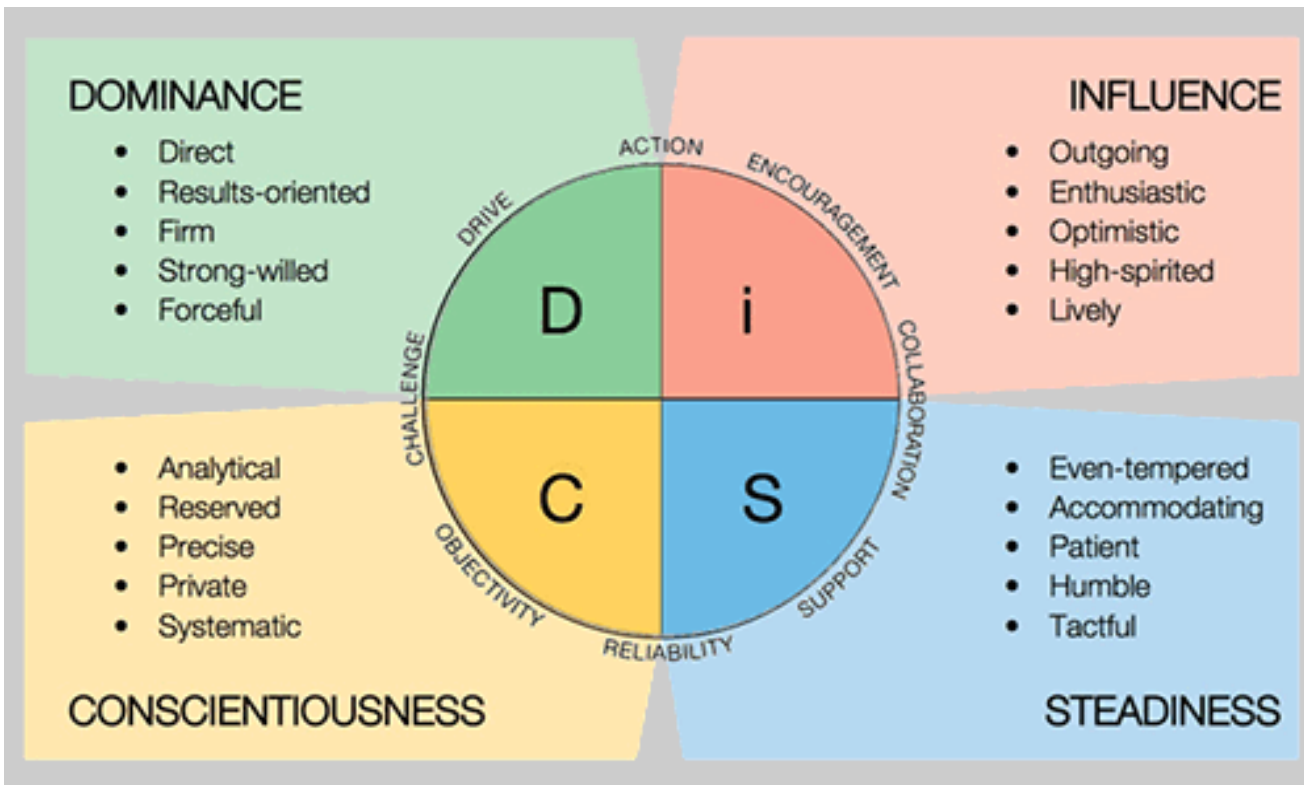 DOMINANCE
• Direct
• Results-oriented
• Firm
• Strong-willed
• Forceful
INFLUENCE
• Outgoing
• Enthusiastic
• Optimistic
• High-spirited
• Lively
ACTION
DRIVE
ENCOURAGEMENT
D
i
CHALLENGE
COLLABORATION
C
S
OBJECTIVITY
SUPPORT
RELIABILITY
• Analytical
• Reserved
• Precise
• Private
• Systematic
CONSCIENTIOUSNESS
• Even-tempered
• Accommodating
• Patient
• Humble
• Tactful
STEADINESS